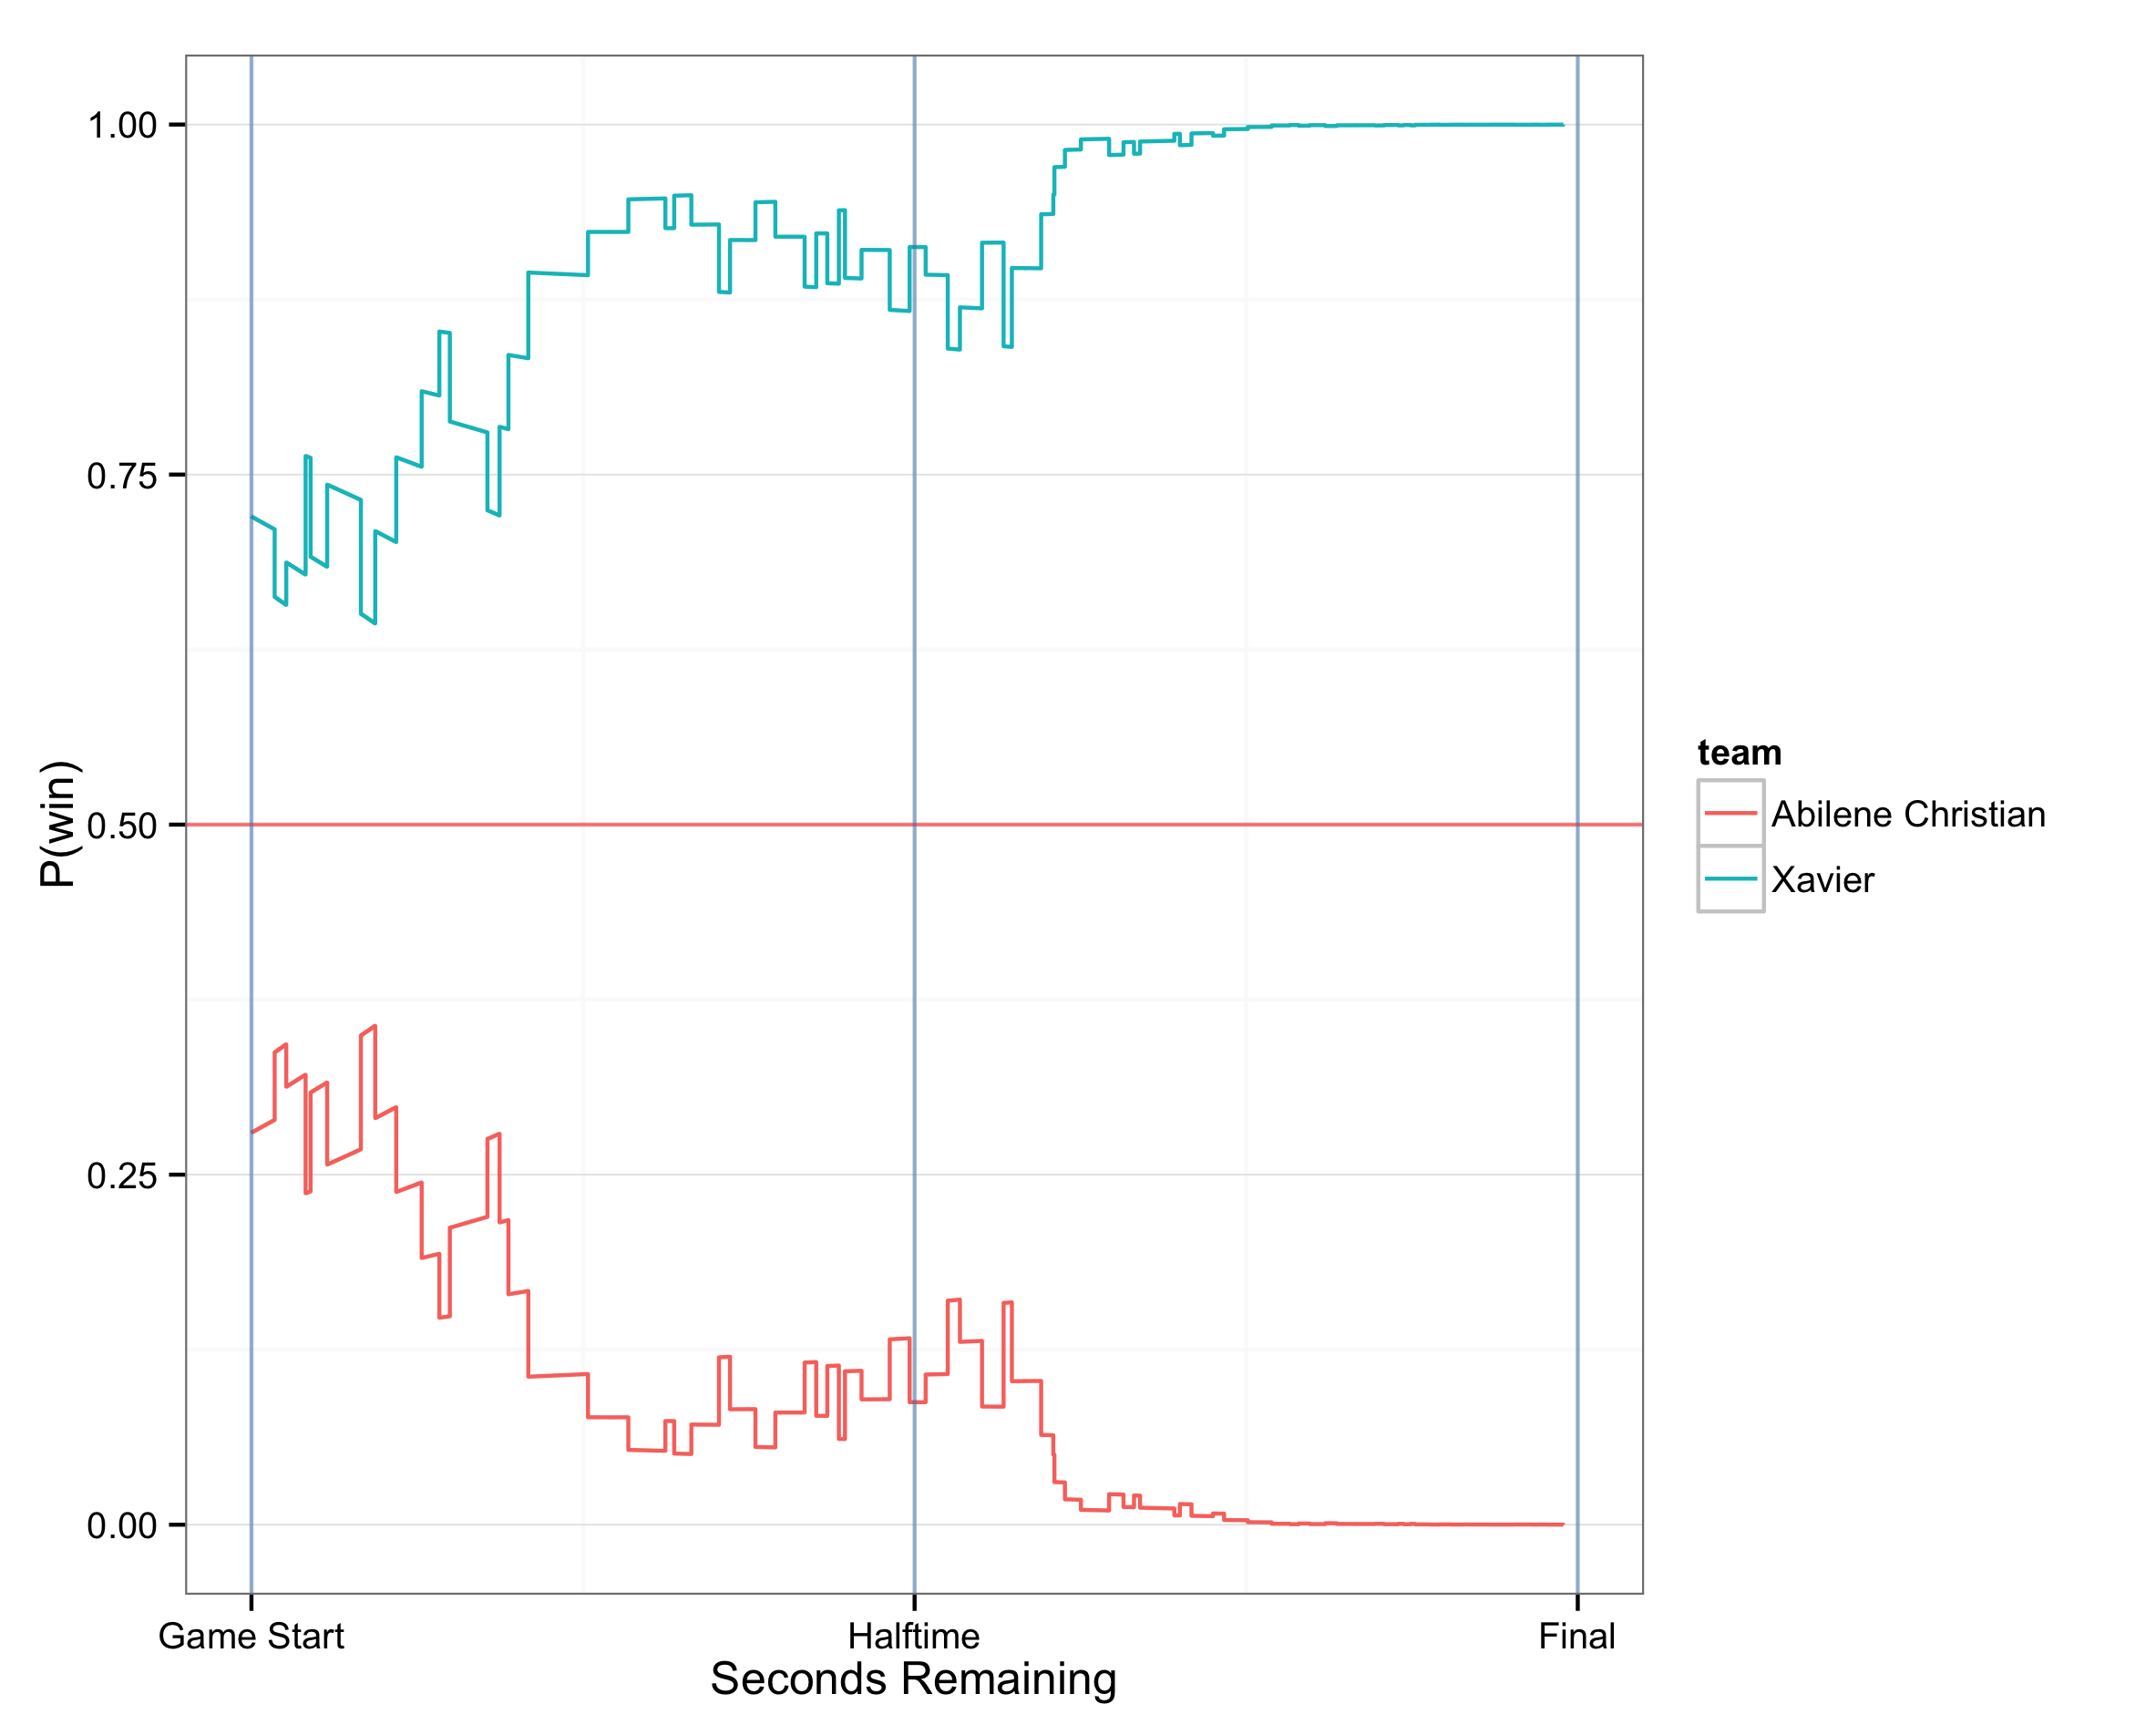 1.00
0.75
0.50
0.25
0.00
P(win)
Game Start
Halftime
Final
Seconds Remaining
team
Abilene Christian
Xavier